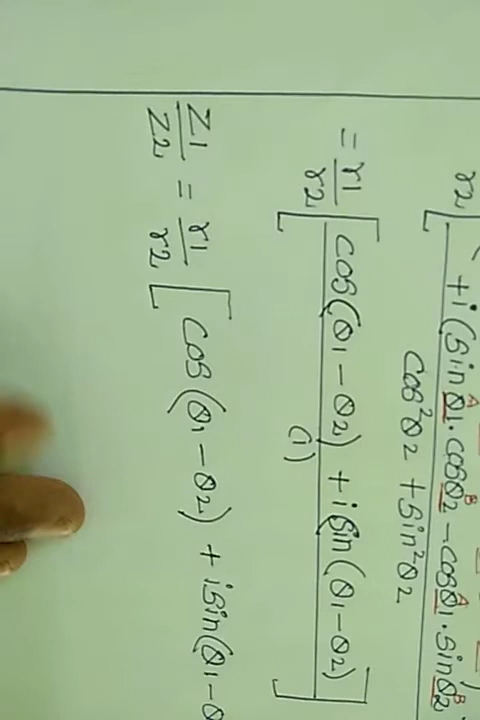 r2 [ + i (sin θ1 . cos θ2 - cos θ1 . sin θ2
A B A B
cos²θ2 + sin²θ2
= r1/r2 [ cos(θ1 - θ2) + i sin(θ1 - θ2) / (1) ]
Z1/Z2 = r1/r2 [ cos(θ1 - θ2) + i sin(θ1 - θ